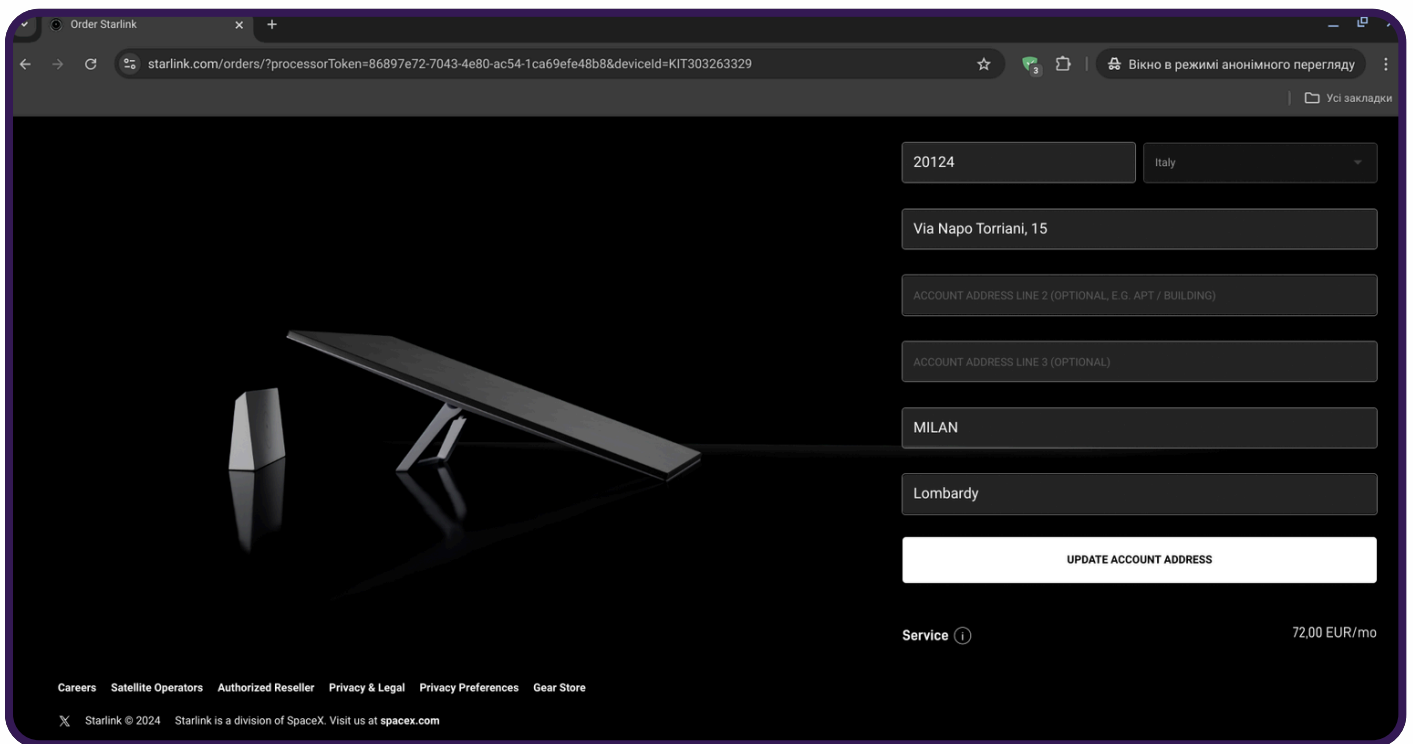 Order Starlink
starlink.com/orders/?processorToken=86897e72-7043-4e80-ac54-1ca69efe48b8&deviceId=KIT303263329
3
Вікно в режимі анонімного перегляду
Усі закладки
20124
Italy
Via Napo Torriani, 15
ACCOUNT ADDRESS LINE 2 (OPTIONAL, E.G. APT / BUILDING)
ACCOUNT ADDRESS LINE 3 (OPTIONAL)
MILAN
Lombardy
UPDATE ACCOUNT ADDRESS
Service
72,00 EUR/mo
Careers Satellite Operators Authorized Reseller Privacy & Legal Privacy Preferences Gear Store
Starlink © 2024 Starlink is a division of SpaceX. Visit us at spacex.com